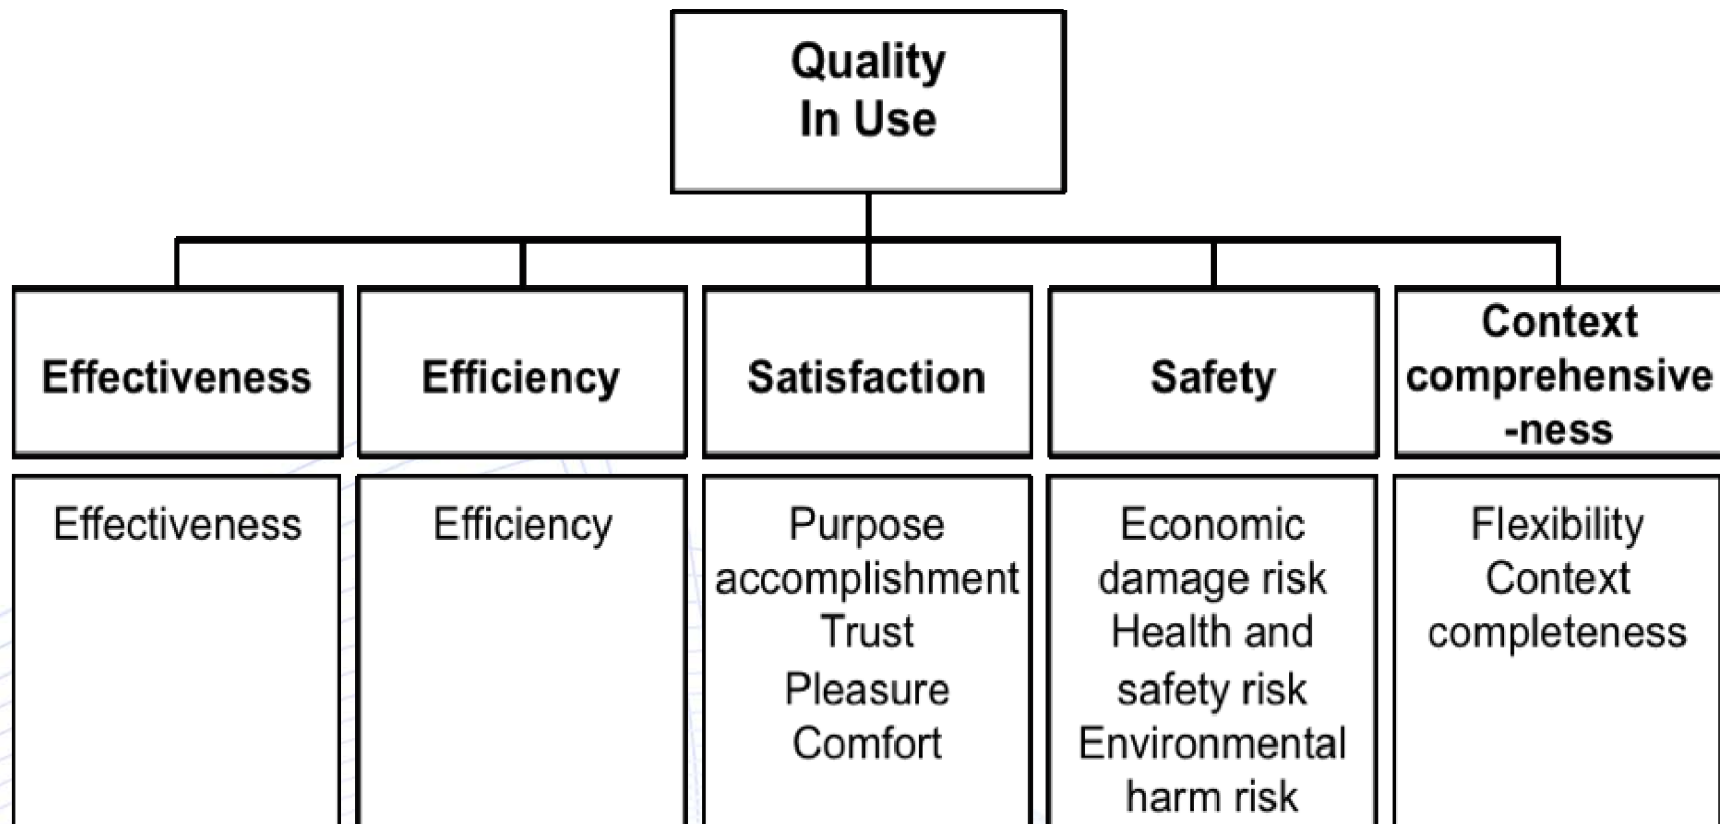 Quality
In Use
Effectiveness
Efficiency
Satisfaction
Safety
Context
comprehensive
-ness
Effectiveness
Efficiency
Purpose
accomplishment
Trust
Pleasure
Comfort
Economic
damage risk
Health and
safety risk
Environmental
harm risk
Flexibility
Context
completeness